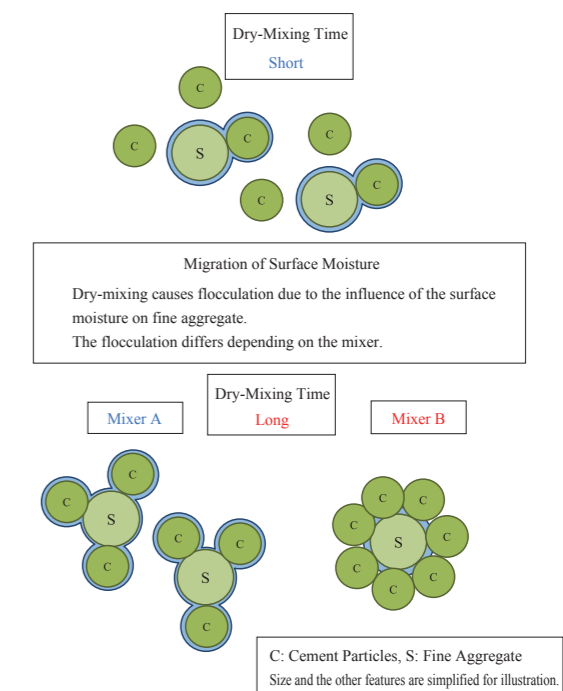 Dry-Mixing Time
Short
C
C
C
S
C
C
C
S
Migration of Surface Moisture
Dry-mixing causes flocculation due to the influence of the surface
moisture on fine aggregate.
The flocculation differs depending on the mixer.
Dry-Mixing Time
Long
Mixer A
Mixer B
C
C
S
C
C
C
S
C
C
C
C
C
S
C
C
C
C: Cement Particles, S: Fine Aggregate
Size and the other features are simplified for illustration.